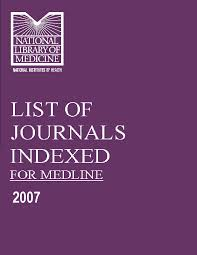 NATIONAL
LIBRARY OF
MEDICINE
NATIONAL INSTITUTES OF HEALTH
LIST OF
JOURNALS
INDEXED
FOR MEDLINE
2007